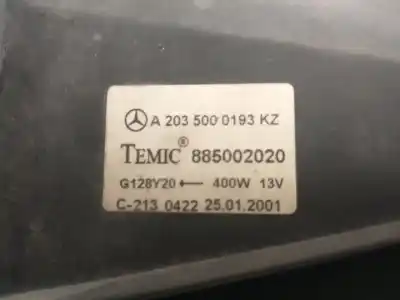 A 203 500 0193 KZ
TEMIC® 885002020
G128Y20 ← 400W 13V
C-213 0422 25.01.2001